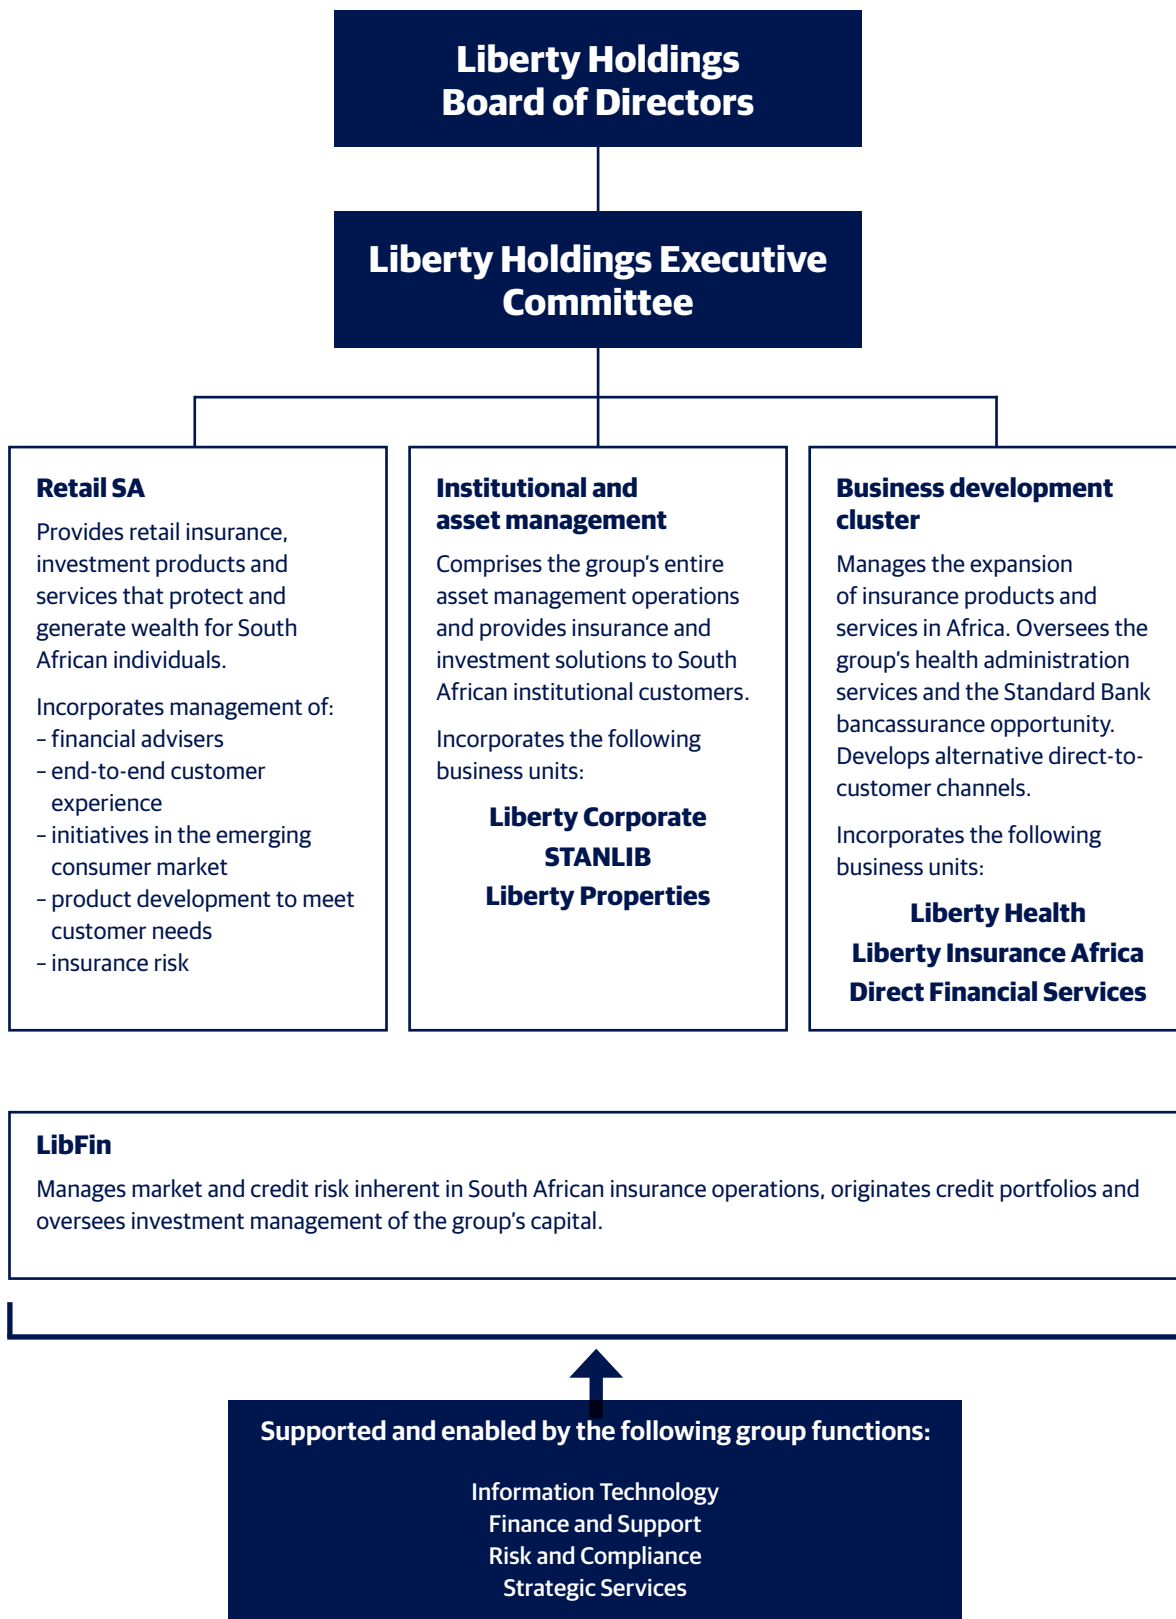 Liberty Holdings
Board of Directors
Liberty Holdings Executive
Committee
Retail SA
Provides retail insurance,
investment products and
services that protect and
generate wealth for South
African individuals.
Incorporates management of:
– financial advisers
– end-to-end customer
experience
– initiatives in the emerging
consumer market
– product development to meet
customer needs
– insurance risk
Institutional and
asset management
Comprises the group's entire
asset management operations
and provides insurance and
investment solutions to South
African institutional customers.
Incorporates the following
business units:
Liberty Corporate
STANLIB
Liberty Properties
Business development
cluster
Manages the expansion
of insurance products and
services in Africa. Oversees the
group's health administration
services and the Standard Bank
bancassurance opportunity.
Develops alternative direct-to-
customer channels.
Incorporates the following
business units:
Liberty Health
Liberty Insurance Africa
Direct Financial Services
LibFin
Manages market and credit risk inherent in South African insurance operations, originates credit portfolios and
oversees investment management of the group's capital.
Supported and enabled by the following group functions:
Information Technology
Finance and Support
Risk and Compliance
Strategic Services